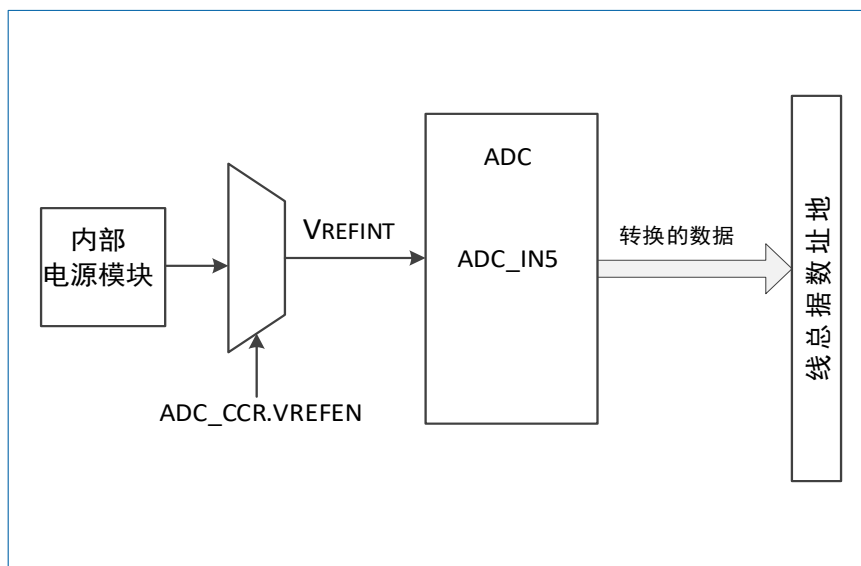 ADC
内部
电源模块
VREFINT
ADC_IN5
转换的数据
线总据数址地
ADC_CCR.VREFEN